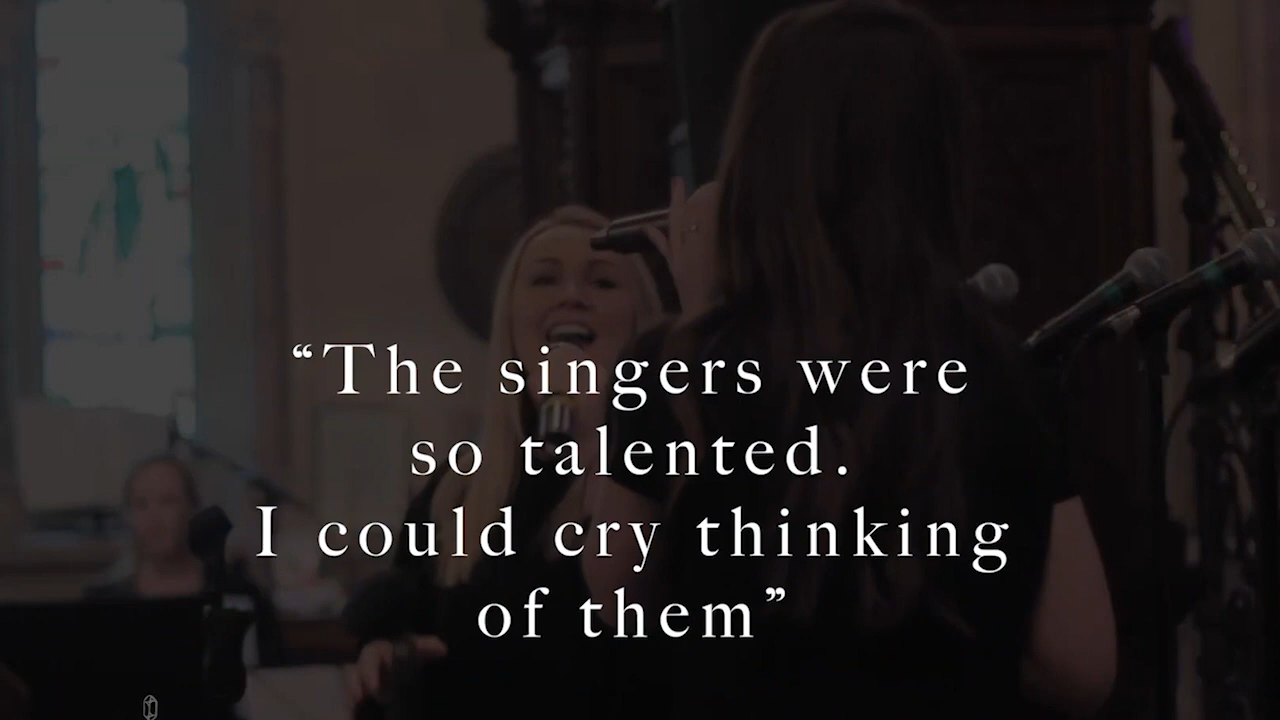 “The singers were
so talented.
I could cry thinking
of them”